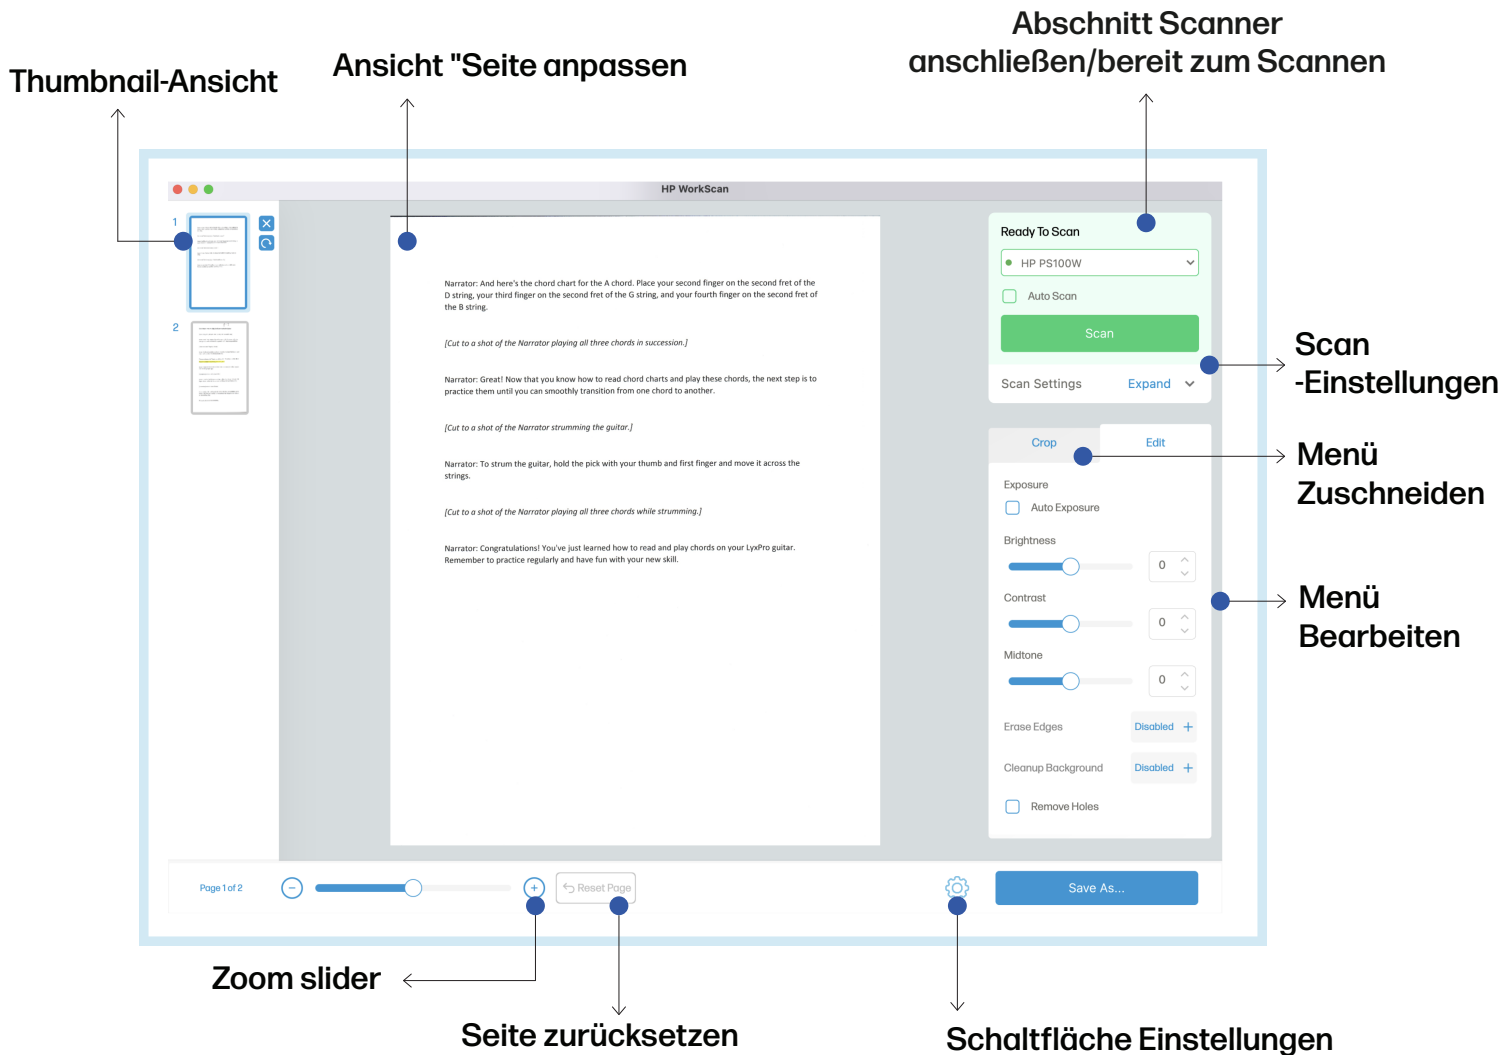 Abschnitt Scanner
anschließen/bereit zum Scannen
Ansicht "Seite anpassen
Thumbnail-Ansicht
HP WorkScan
1
2
Narrator: And here's the chord chart for the A chord. Place your second finger on the second fret of the
D string, your third finger on the second fret of the G string, and your fourth finger on the second fret of
the B string.
[Cut to a shot of the Narrator playing all three chords in succession.]
Narrator: Great! Now that you know how to read chord charts and play these chords, the next step is to
practice them until you can smoothly transition from one chord to another.
[Cut to a shot of the Narrator strumming the guitar.]
Narrator: To strum the guitar, hold the pick with your thumb and first finger and move it across the
strings.
[Cut to a shot of the Narrator playing all three chords while strumming.]
Narrator: Congratulations! You've just learned how to read and play chords on your LyxPro guitar.
Remember to practice regularly and have fun with your new skill.
Ready To Scan
HP PS100W
Auto Scan
Scan
Scan Settings Expand
Crop Edit
Exposure
Auto Exposure
Brightness
0
Contrast
0
Midtone
0
Erase Edges Disabled +
Cleanup Background Disabled +
Remove Holes
Scan
-Einstellungen
Menü
Zuschneiden
Menü
Bearbeiten
Page 1 of 2
Reset Page
Save As...
Zoom slider
Seite zurücksetzen
Schaltfläche Einstellungen